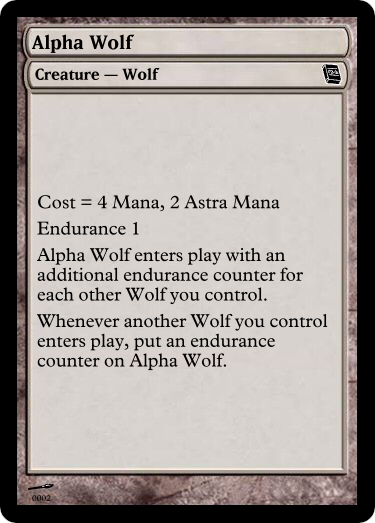 Alpha Wolf
Creature — Wolf
Cost = 4 Mana, 2 Astra Mana
Endurance 1
Alpha Wolf enters play with an
additional endurance counter for
each other Wolf you control.
Whenever another Wolf you control
enters play, put an endurance
counter on Alpha Wolf.
0002